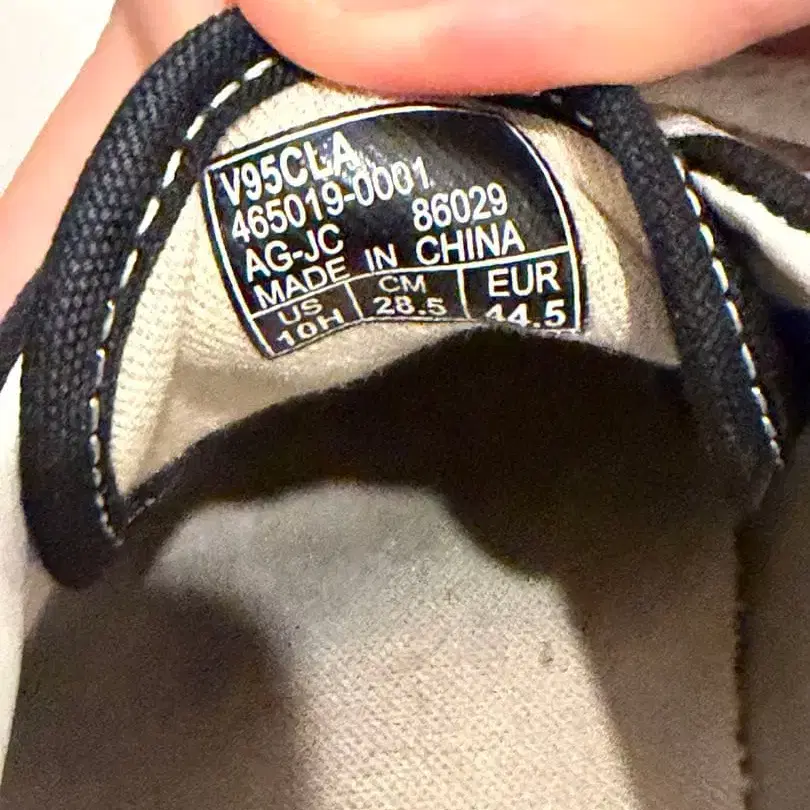 V95CLA
465019-0001
AG-JC 86029
MADE IN CHINA
US CM EUR
10H 28.5 44.5